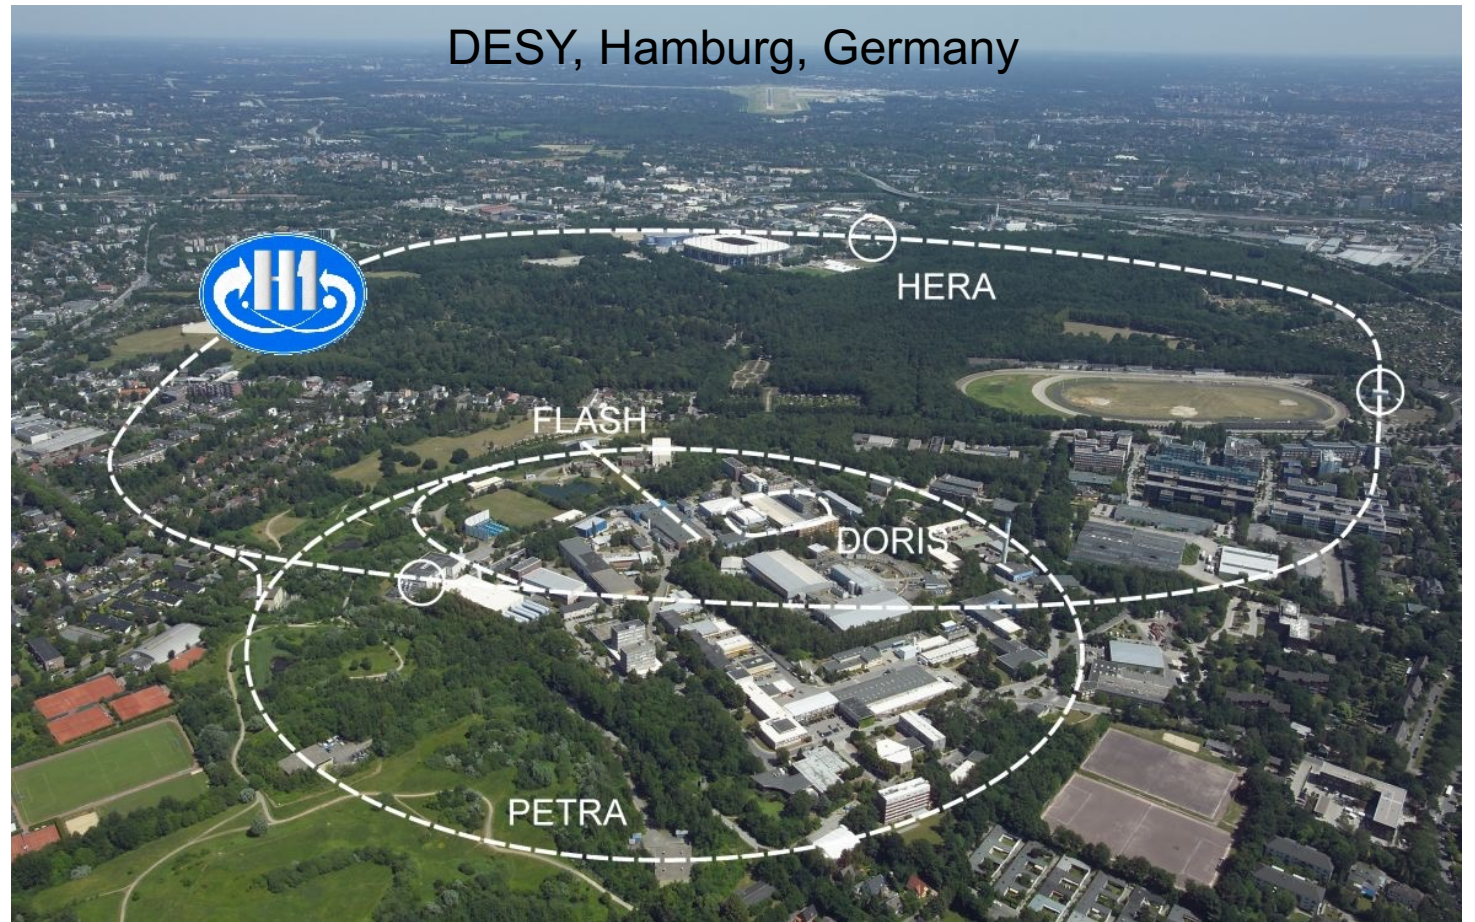 DESY, Hamburg, Germany
H1
HERA
FLASH
DORIS
PETRA